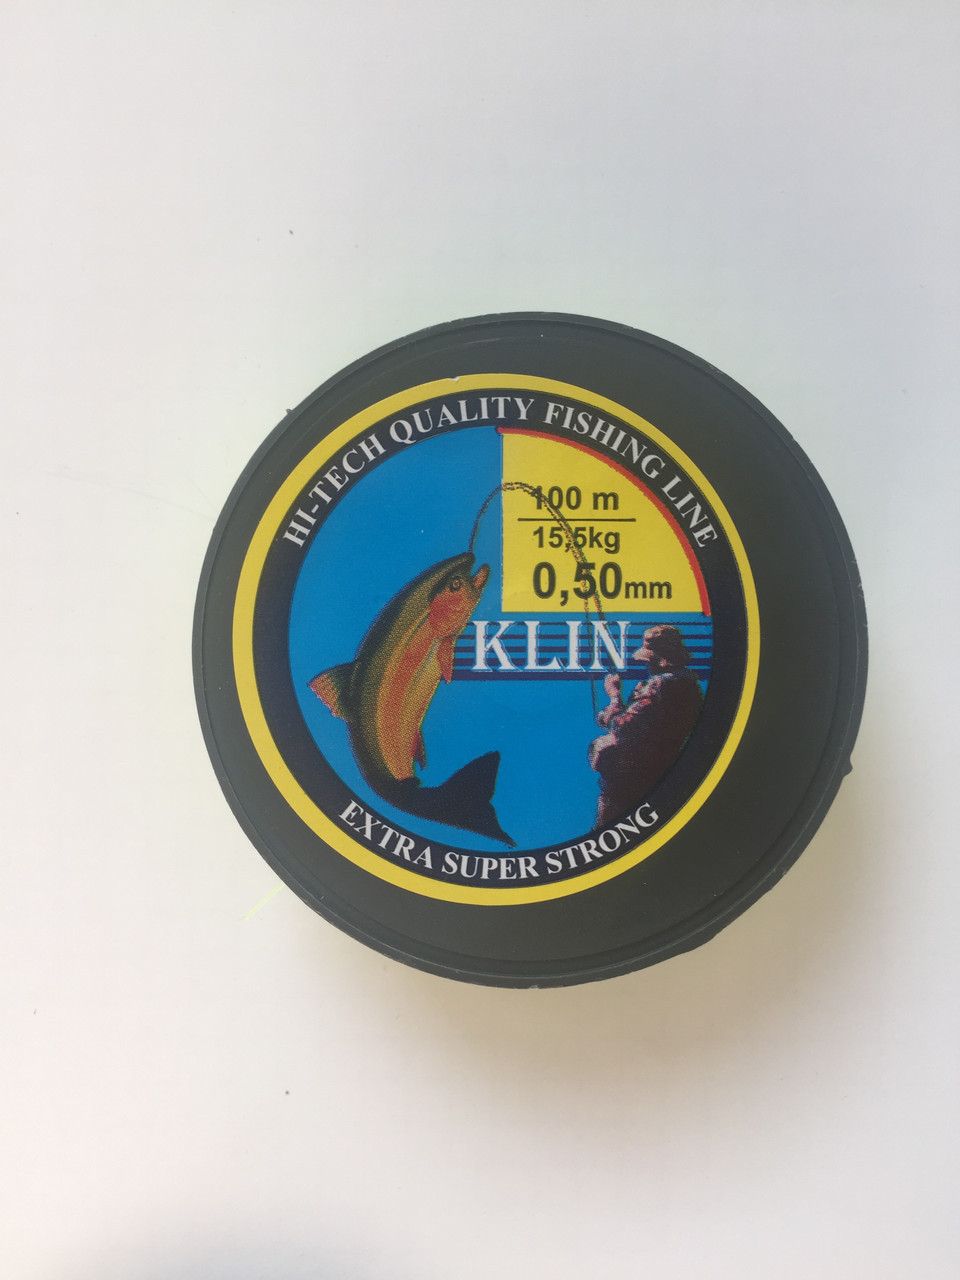 HI-TECH QUALITY FISHING LINE
100 m
15,5kg
0,50mm
KLIN
EXTRA SUPER STRONG